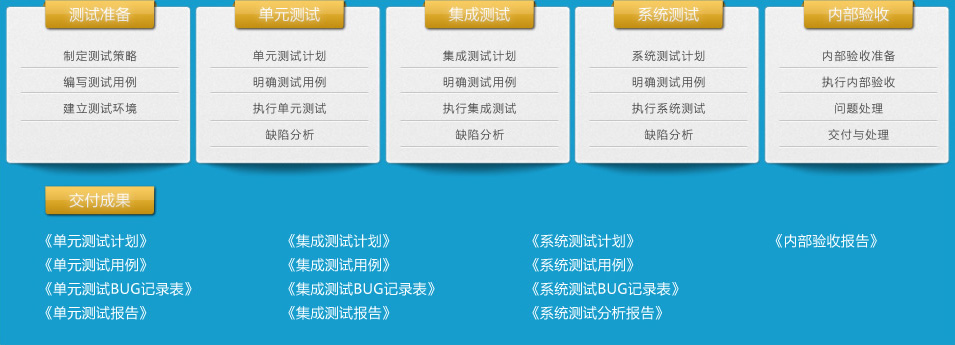 测试准备
制定测试策略
编写测试用例
建立测试环境
单元测试
单元测试计划
明确测试用例
执行单元测试
缺陷分析
集成测试
集成测试计划
明确测试用例
执行集成测试
缺陷分析
系统测试
系统测试计划
明确测试用例
执行系统测试
缺陷分析
内部验收
内部验收准备
执行内部验收
问题处理
交付与处理
交付成果
《单元测试计划》
《单元测试用例》
《单元测试BUG记录表》
《单元测试报告》
《集成测试计划》
《集成测试用例》
《集成测试BUG记录表》
《集成测试报告》
《系统测试计划》
《系统测试用例》
《系统测试BUG记录表》
《系统测试分析报告》
《内部验收报告》